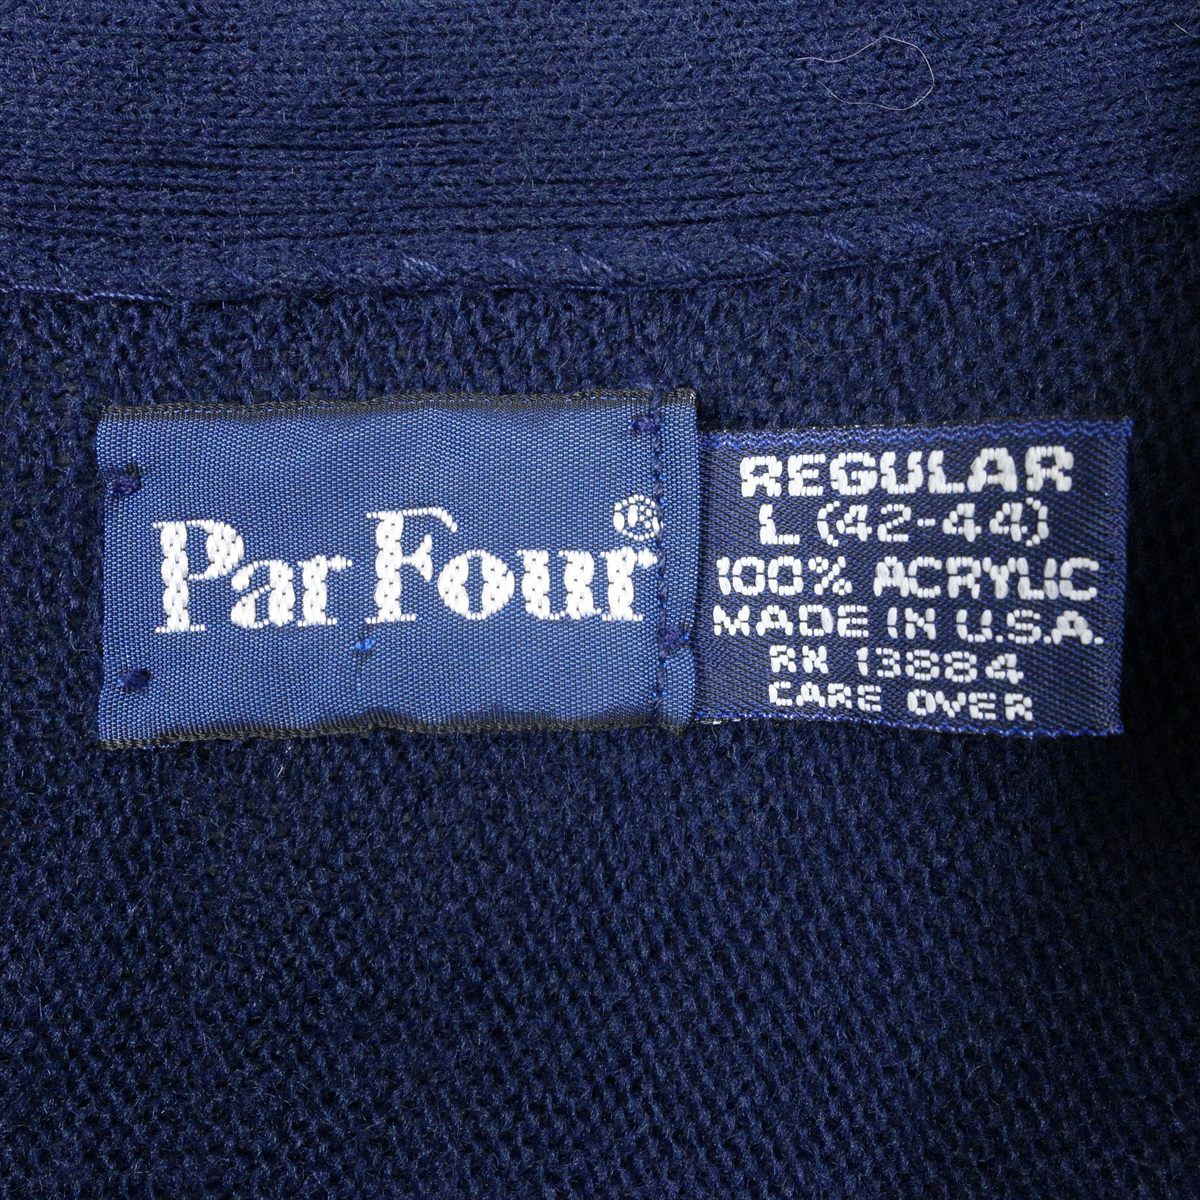 Par Four®
REGULAR
L (42-44)
100% ACRYLIC
MADE IN U.S.A.
RN 13884
CARE OVER